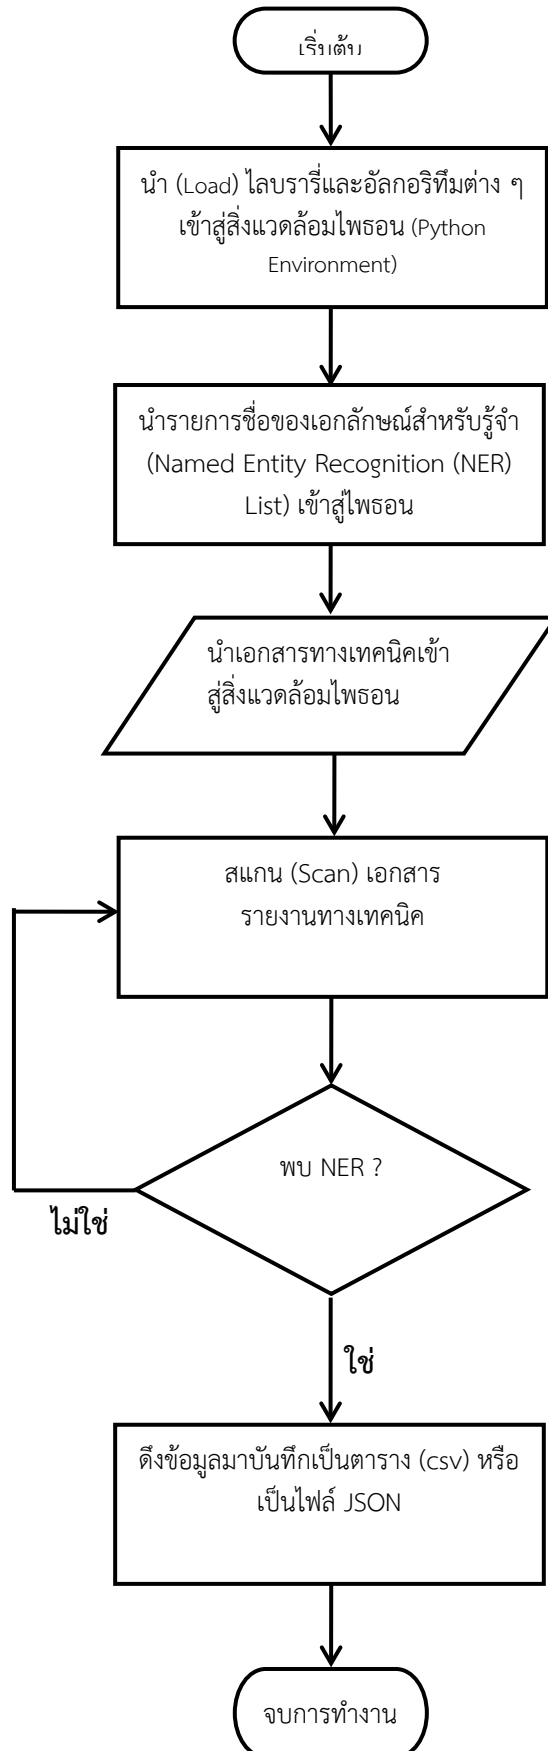 เริ่มต้น
นำ (Load) ไลบรารี่และอัลกอริทึมต่าง ๆ
เข้าสู่สิ่งแวดล้อมไพธอน (Python
Environment)
นำรายการชื่อของเอกลักษณ์สำหรับรู้จำ
(Named Entity Recognition (NER)
List) เข้าสู่ไพธอน
นำเอกสารทางเทคนิคเข้า
สู่สิ่งแวดล้อมไพธอน
สแกน (Scan) เอกสาร
รายงานทางเทคนิค
พบ NER ?
ไม่ใช่
ใช่
ดึงข้อมูลมาบันทึกเป็นตาราง (csv) หรือ
เป็นไฟล์ JSON
จบการทำงาน